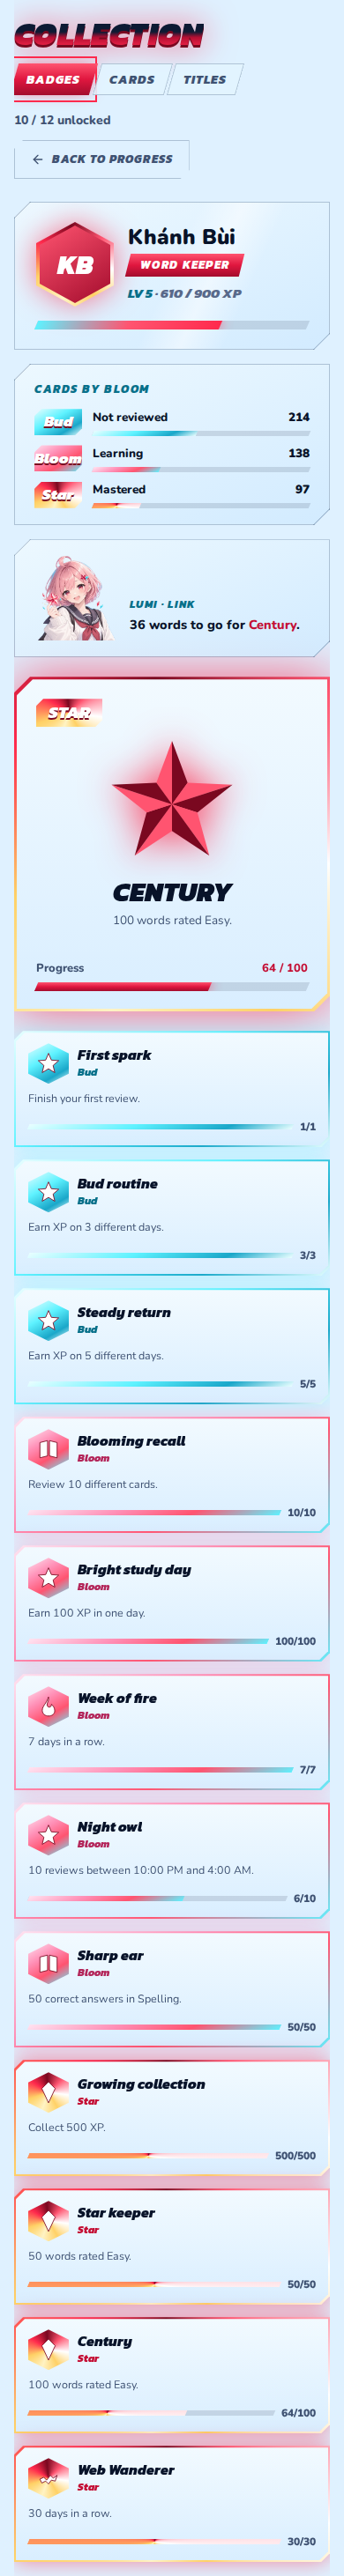 COLLECTION
BADGES
CARDS
TITLES
10 / 12 unlocked
BACK TO PROGRESS
KB
Khánh Bùi
WORD KEEPER
LV 5 · 610 / 900 XP
CARDS BY BLOOM
Bud
Not reviewed
214
Bloom
Learning
138
Star
Mastered
97
LUMI · LINK
36 words to go for Century.
STAR
CENTURY
100 words rated Easy.
Progress
64 / 100
First spark
Bud
Finish your first review.
1/1
Bud routine
Bud
Earn XP on 3 different days.
3/3
Steady return
Bud
Earn XP on 5 different days.
5/5
Blooming recall
Bloom
Review 10 different cards.
10/10
Bright study day
Bloom
Earn 100 XP in one day.
100/100
Week of fire
Bloom
7 days in a row.
7/7
Night owl
Bloom
10 reviews between 10:00 PM and 4:00 AM.
6/10
Sharp ear
Bloom
50 correct answers in Spelling.
50/50
Growing collection
Star
Collect 500 XP.
500/500
Star keeper
Star
50 words rated Easy.
50/50
Century
Star
100 words rated Easy.
64/100
Web Wanderer
Star
30 days in a row.
30/30